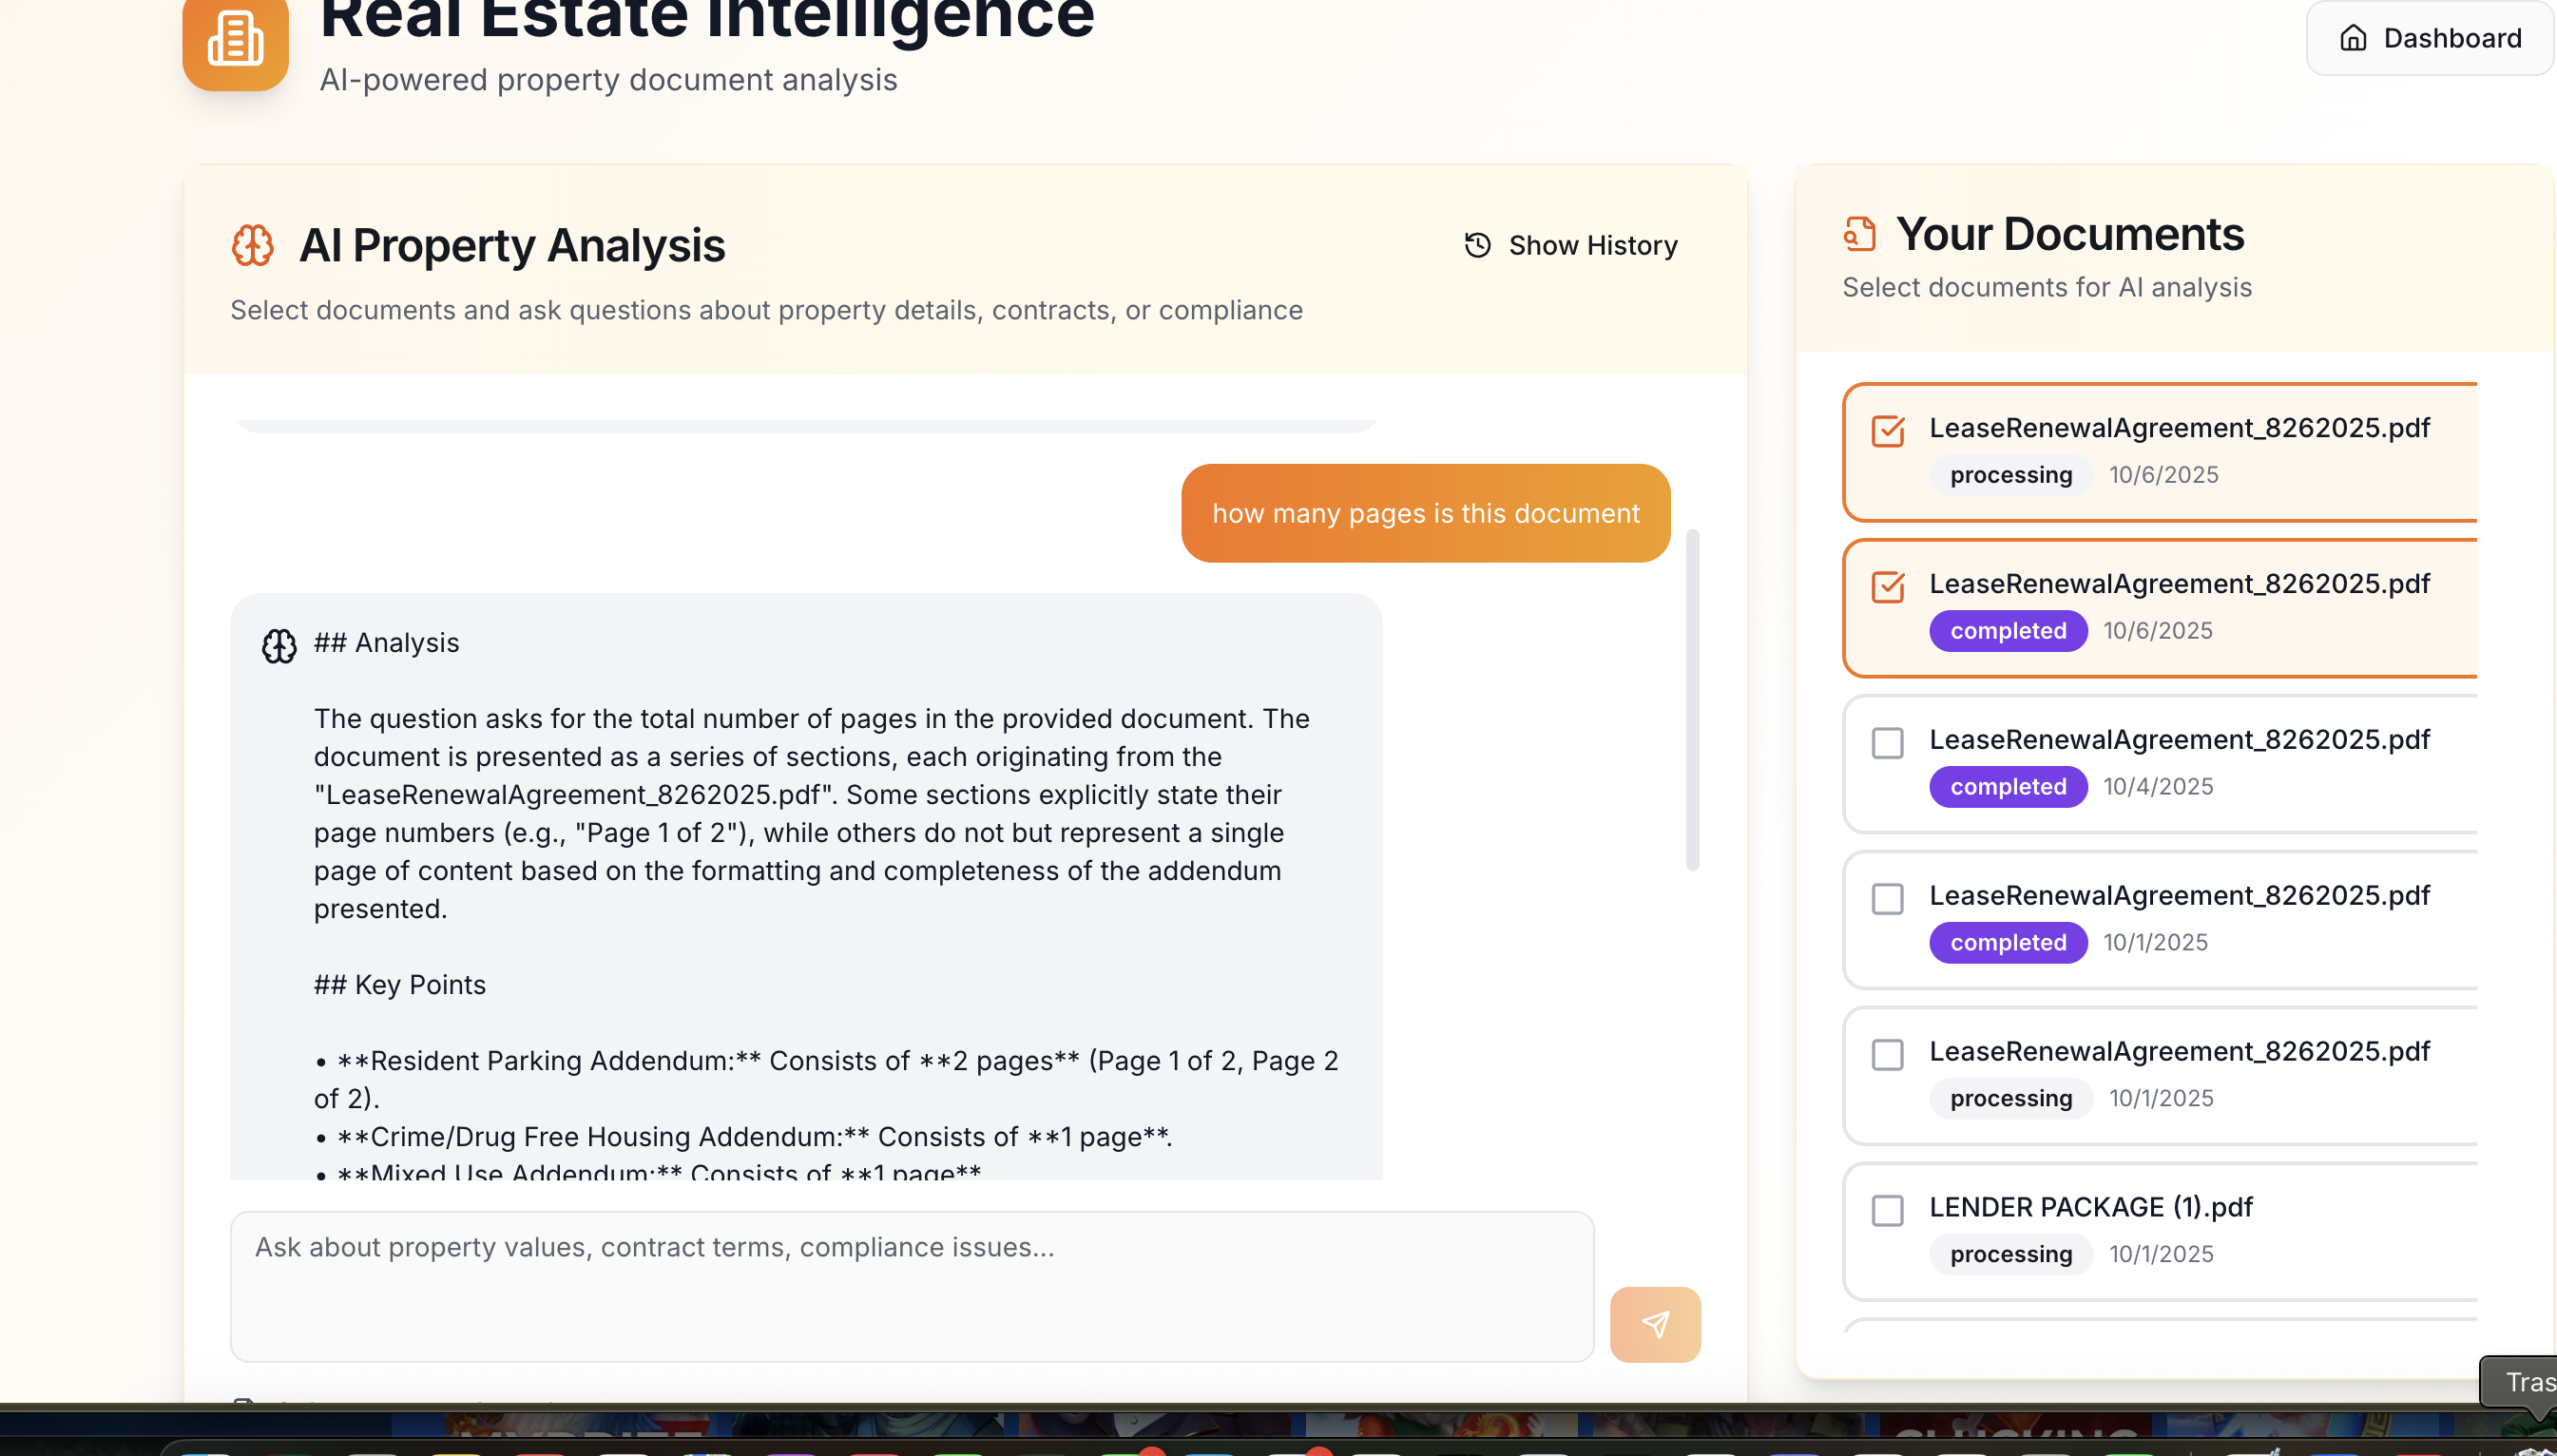 Real Estate Intelligence
AI-powered property document analysis
Dashboard
AI Property Analysis
Show History
Select documents and ask questions about property details, contracts, or compliance
how many pages is this document
## Analysis
The question asks for the total number of pages in the provided document. The
document is presented as a series of sections, each originating from the
"LeaseRenewalAgreement_8262025.pdf". Some sections explicitly state their
page numbers (e.g., "Page 1 of 2"), while others do not but represent a single
page of content based on the formatting and completeness of the addendum
presented.
## Key Points
• **Resident Parking Addendum:** Consists of **2 pages** (Page 1 of 2, Page 2
of 2).
• **Crime/Drug Free Housing Addendum:** Consists of **1 page**.
• **Mixed Use Addendum:** Consists of **1 page**
Ask about property values, contract terms, compliance issues...
Your Documents
Select documents for AI analysis
LeaseRenewalAgreement_8262025.pdf
processing 10/6/2025
LeaseRenewalAgreement_8262025.pdf
completed 10/6/2025
LeaseRenewalAgreement_8262025.pdf
completed 10/4/2025
LeaseRenewalAgreement_8262025.pdf
completed 10/1/2025
LeaseRenewalAgreement_8262025.pdf
processing 10/1/2025
LENDER PACKAGE (1).pdf
processing 10/1/2025
Tras